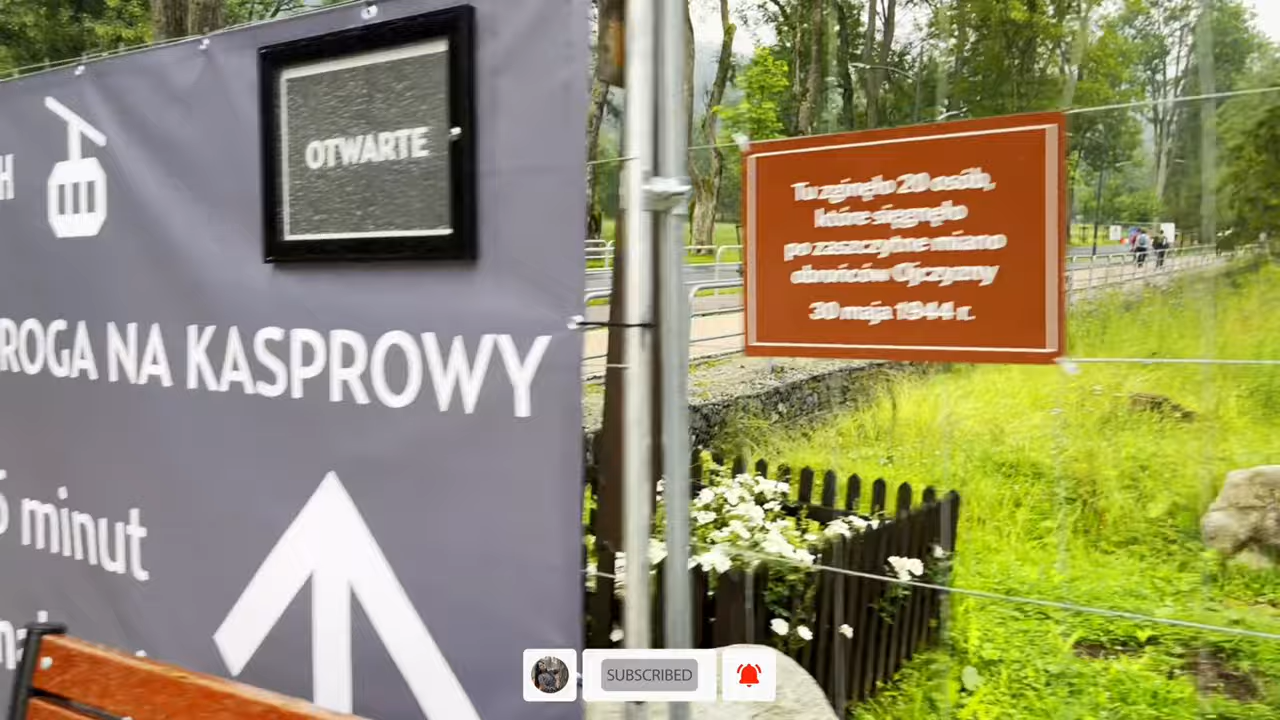 H
OTWARTE
ROGA NA KASPROWY
5 minut
Tu zginęło 20 osób,
które sięgnęło
po zaszczytne miano
obrońców Ojczyzny
30 maja 1944 r.
SUBSCRIBED